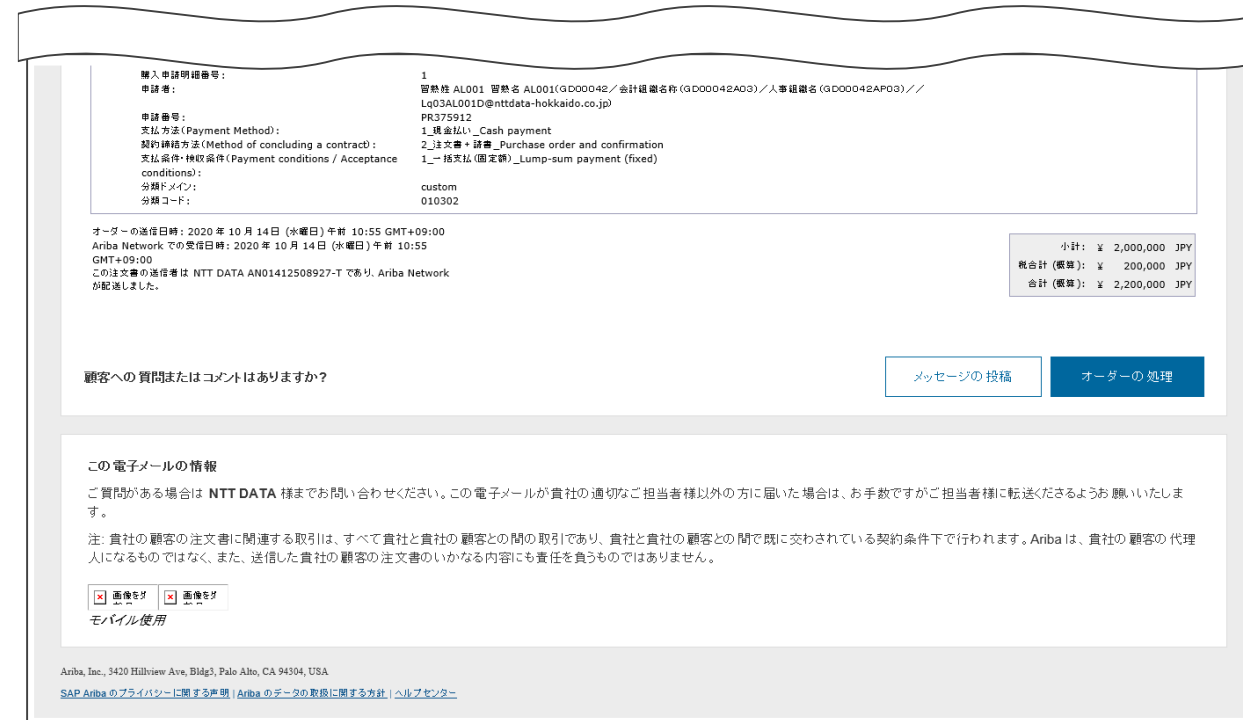 購入申請明細番号: 1
申請者: 習熟姓 AL001 習熟名 AL001(GD00042/会計組織名称(GD00042A03)/人事組織名(GD00042AP03)//
Lq03AL001D@nttdata-hokkaido.co.jp)
申請番号: PR375912
支払方法(Payment Method): 1_現金払い_Cash payment
契約締結方法(Method of concluding a contract): 2_注文書+請書_Purchase order and confirmation
支払条件・検収条件(Payment conditions / Acceptance 1_一括支払(固定額)_Lump-sum payment (fixed)
conditions):
分類ドメイン: custom
分類コード: 010302
オーダーの送信日時: 2020 年 10 月 14日 (水曜日) 午前 10:55 GMT+09:00
Ariba Network での受信日時: 2020 年 10 月 14日 (水曜日) 午前 10:55
GMT+09:00
この注文書の送信者は NTT DATA AN01412508927-T であり、Ariba Network
が配送しました。
小計: ¥ 2,000,000 JPY
税合計 (概算): ¥ 200,000 JPY
合計 (概算): ¥ 2,200,000 JPY
顧客への質問またはコメントはありますか?
メッセージの投稿
オーダーの処理
この電子メールの情報
ご質問がある場合は NTT DATA 様までお問い合わせください。この電子メールが貴社の適切なご担当者様以外の方に届いた場合は、お手数ですがご担当者様に転送くださるようお願いいたしま
す。
注: 貴社の顧客の注文書に関連する取引は、すべて貴社と貴社の顧客との間の取引であり、貴社と貴社の顧客との間で既に交わされている契約条件下で行われます。Ariba は、貴社の顧客の代理
人になるものではなく、また、送信した貴社の顧客の注文書のいかなる内容にも責任を負うものではありません。
画像をダ 画像をダ
モバイル使用
Ariba, Inc., 3420 Hillview Ave, Bldg3, Palo Alto, CA 94304, USA
SAP Ariba のプライバシーに関する声明 | Ariba のデータの取扱に関する方針 | ヘルプセンター